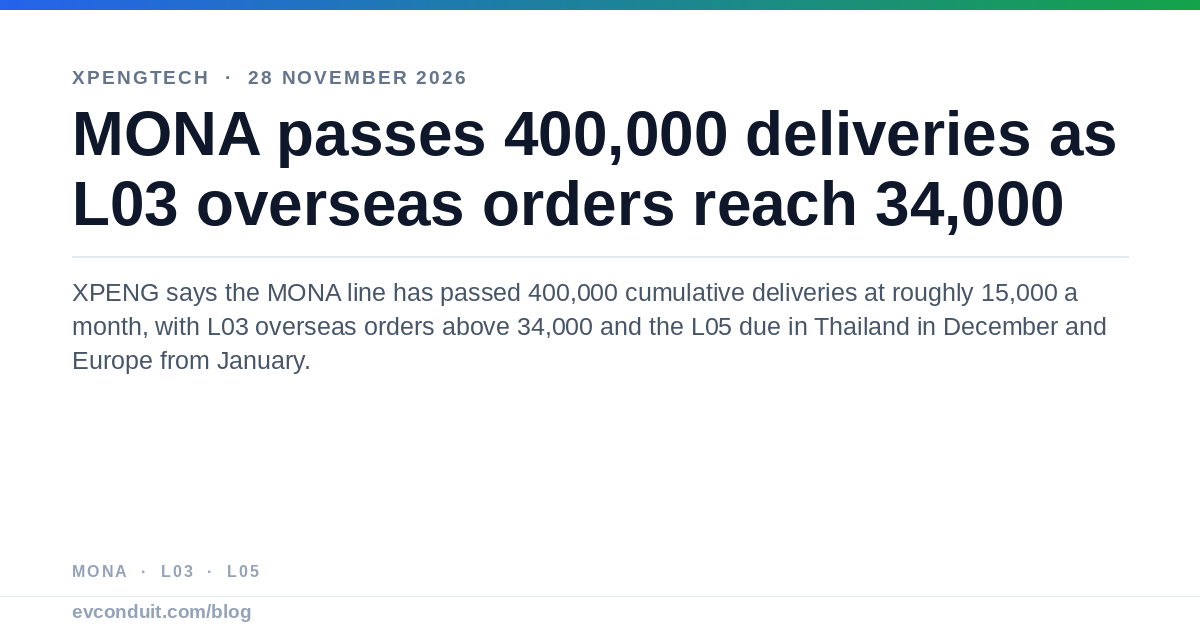 XPENGTECH · 28 NOVEMBER 2026
MONA passes 400,000 deliveries as
L03 overseas orders reach 34,000
XPENG says the MONA line has passed 400,000 cumulative deliveries at roughly 15,000 a
month, with L03 overseas orders above 34,000 and the L05 due in Thailand in December and
Europe from January.
MONA · L03 · L05
evconduit.com/blog